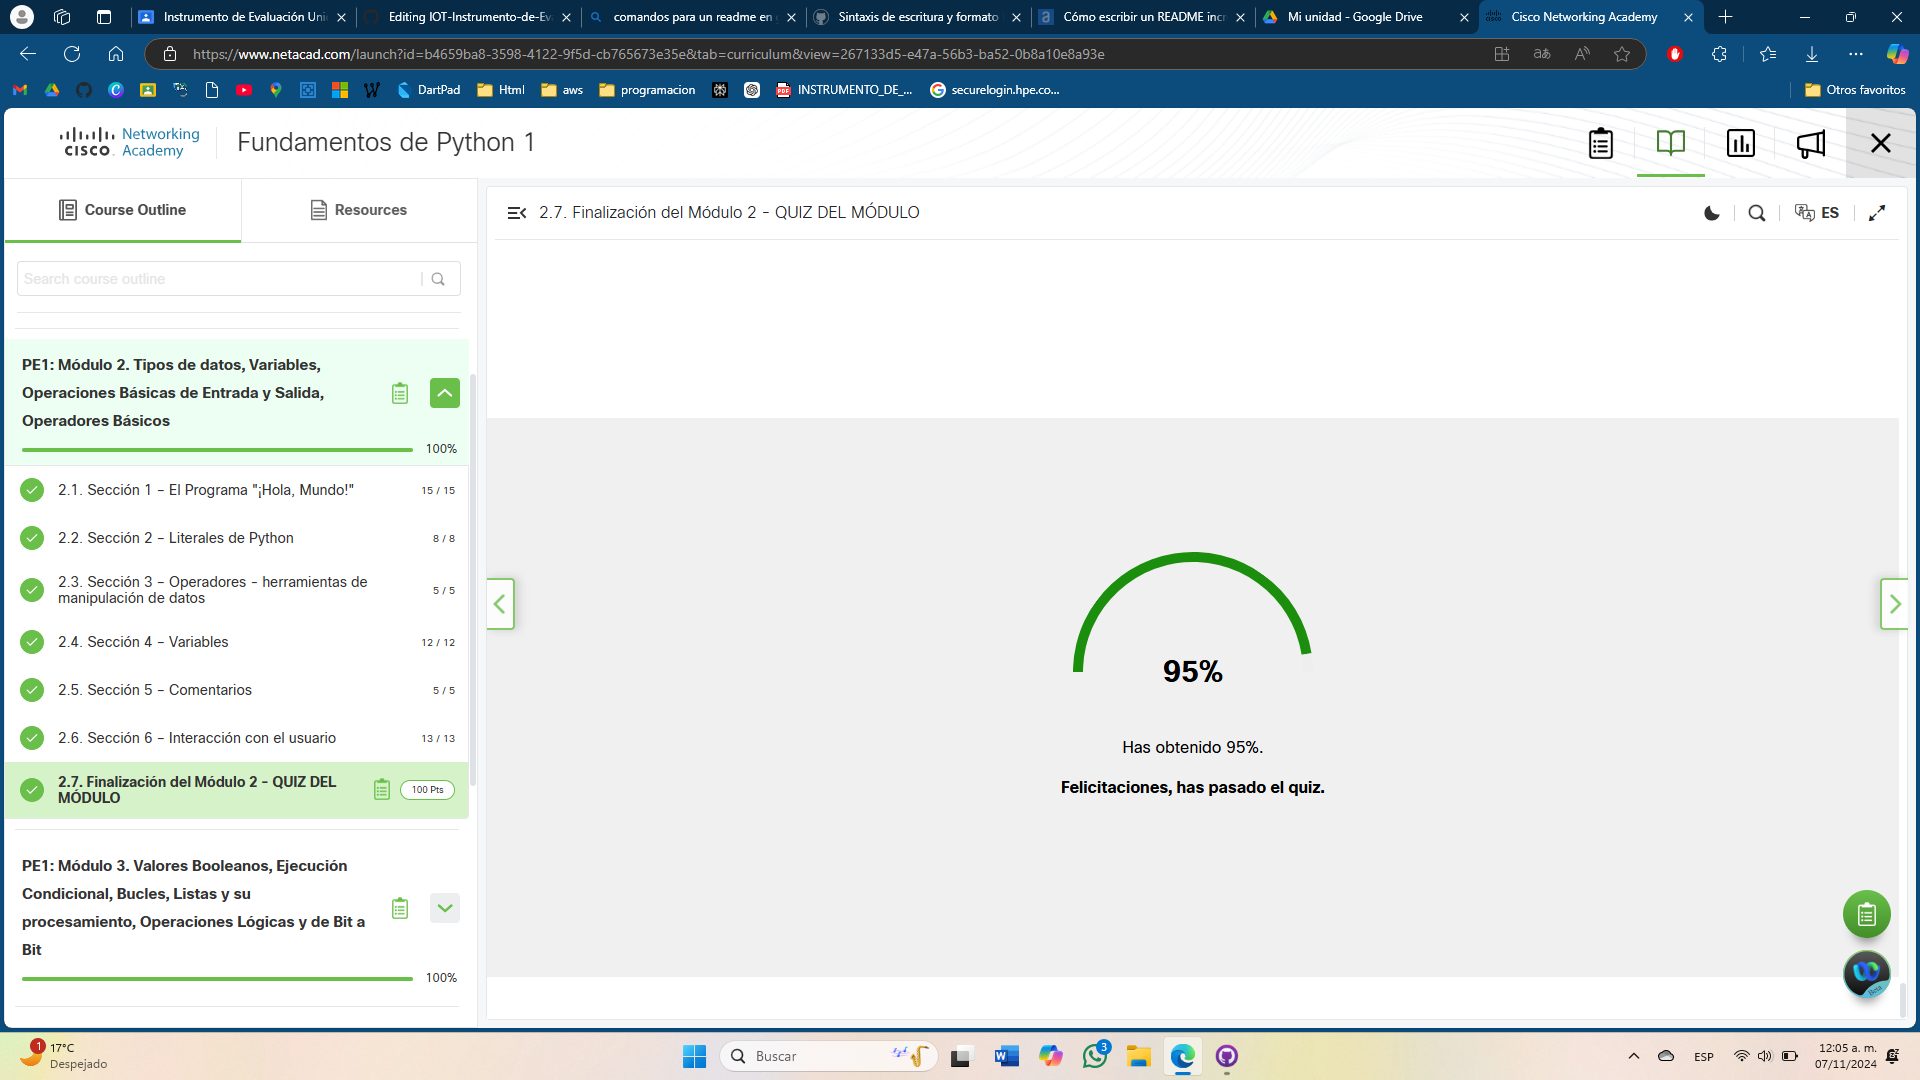 Instrumento de Evaluación Uni
Editing IOT-Instrumento-de-Ev
comandos para un readme en
Sintaxis de escritura y formato
Cómo escribir un README incr
Mi unidad - Google Drive
Cisco Networking Academy
https://www.netacad.com/launch?id=b4659ba8-3598-4122-9f5d-cb765673e35e&tab=curriculum&view=267133d5-e47a-56b3-ba52-0b8a10e8a93e
DartPad
Html
aws
programacion
INSTRUMENTO_DE_...
securelogin.hpe.co...
Otros favoritos
CISCO Networking Academy
Fundamentos de Python 1
Course Outline
Resources
Search course outline
2.7. Finalización del Módulo 2 - QUIZ DEL MÓDULO
ES
PE1: Módulo 2. Tipos de datos, Variables,
Operaciones Básicas de Entrada y Salida,
Operadores Básicos
100%
2.1. Sección 1 – El Programa "¡Hola, Mundo!"
15 / 15
2.2. Sección 2 – Literales de Python
8 / 8
2.3. Sección 3 – Operadores - herramientas de
manipulación de datos
5 / 5
2.4. Sección 4 – Variables
12 / 12
2.5. Sección 5 – Comentarios
5 / 5
2.6. Sección 6 – Interacción con el usuario
13 / 13
2.7. Finalización del Módulo 2 - QUIZ DEL
MÓDULO
100 Pts
PE1: Módulo 3. Valores Booleanos, Ejecución
Condicional, Bucles, Listas y su
procesamiento, Operaciones Lógicas y de Bit a
Bit
100%
95%
Has obtenido 95%.
Felicitaciones, has pasado el quiz.
Beta
1
17°C
Despejado
Buscar
3
ESP
12:05 a. m.
07/11/2024